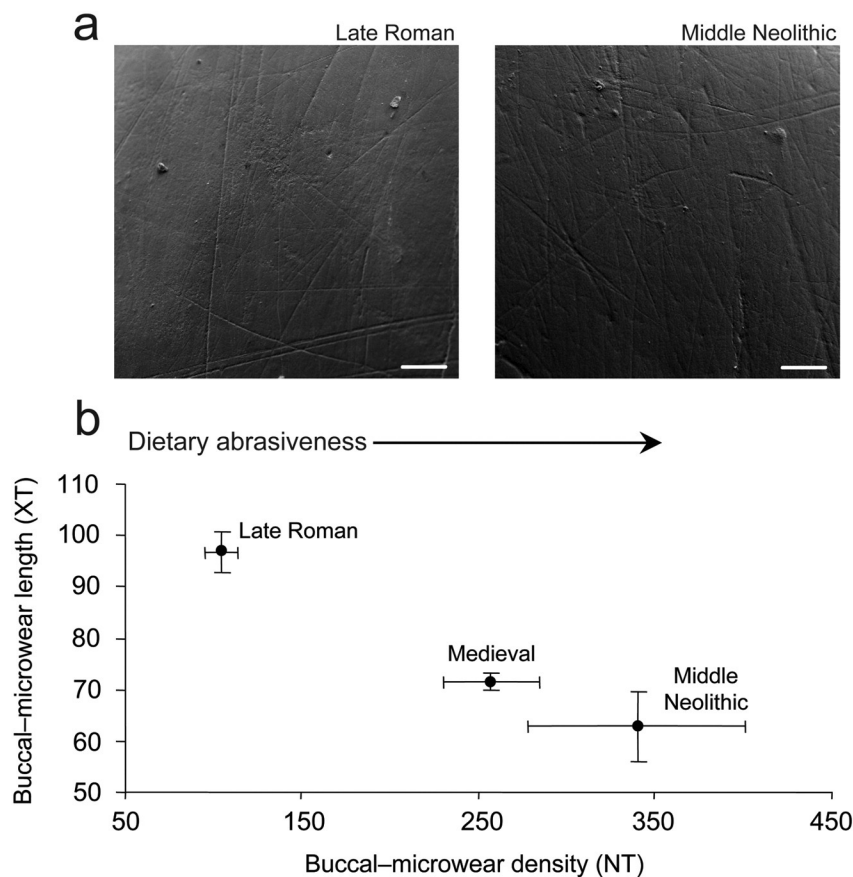 a
Late Roman
Middle Neolithic
b
Dietary abrasiveness
Buccal–microwear length (XT)
110
100
90
80
70
60
50
Late Roman
Medieval
Middle
Neolithic
50
150
250
350
450
Buccal–microwear density (NT)